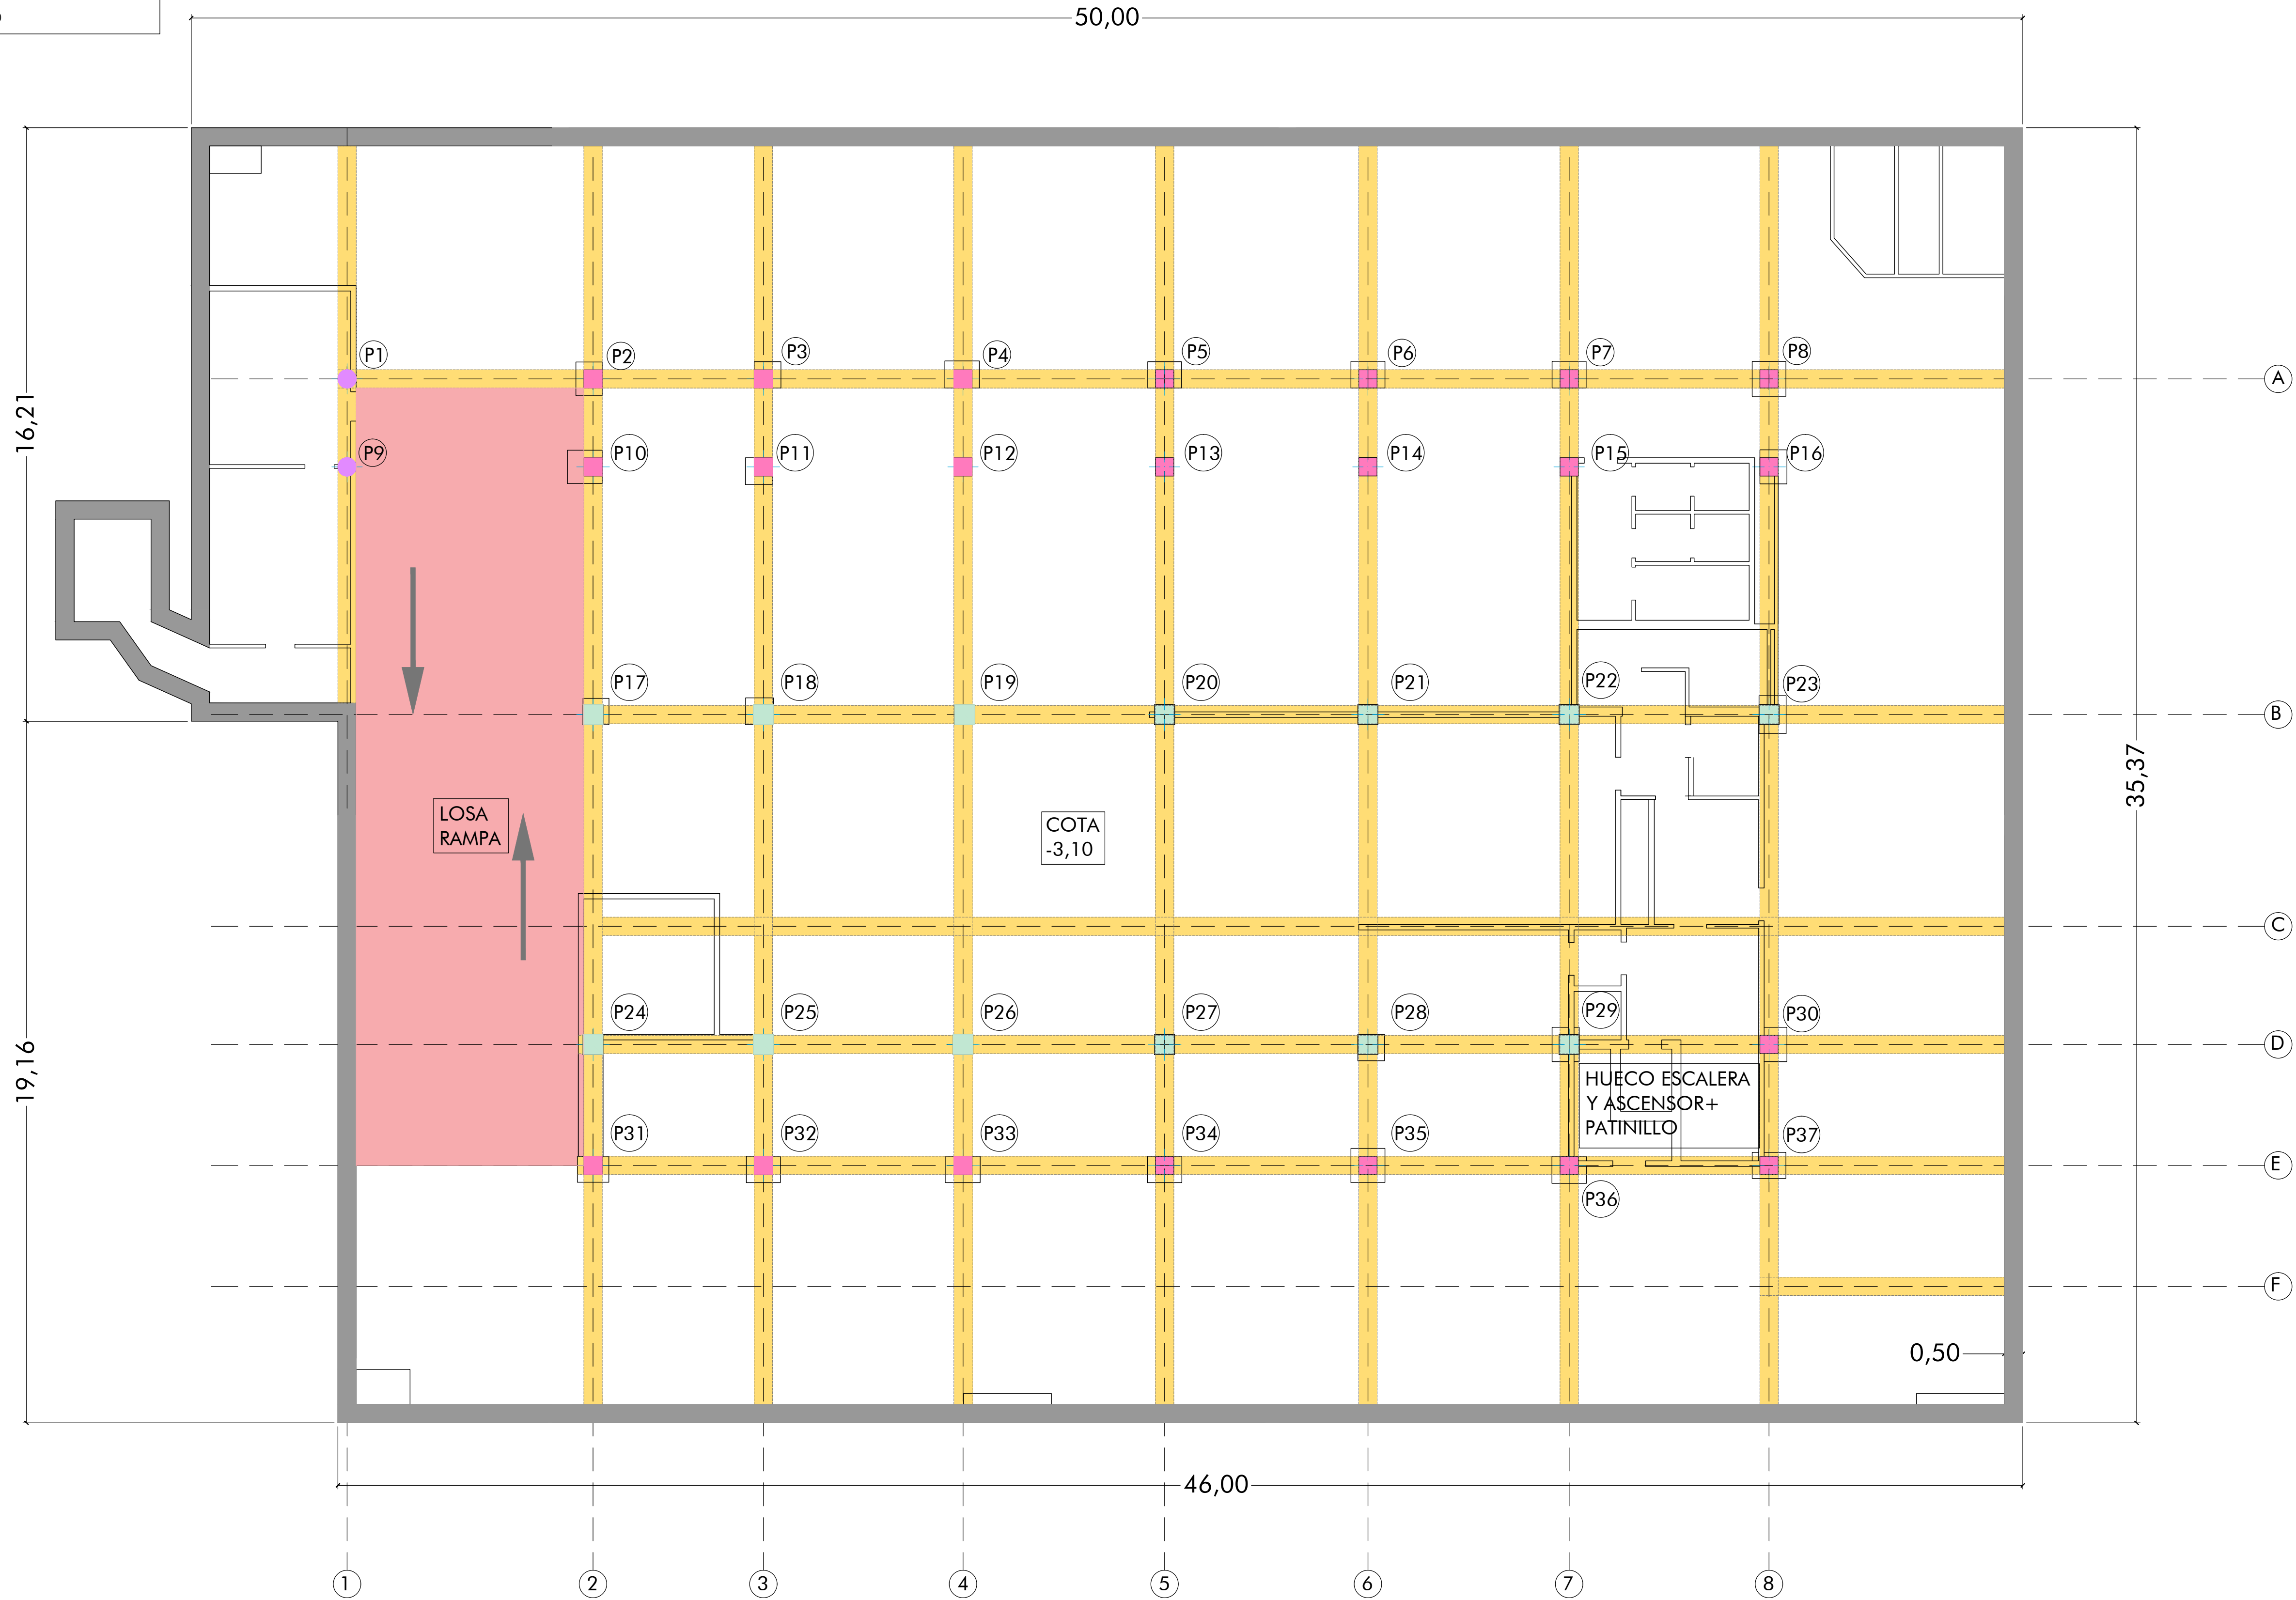 50,00
16,21
P1
P2
P3
P4
P5
P6
P7
P8
A
P9
P10
P11
P12
P13
P14
P15
P16
P17
P18
P19
P20
P21
P22
P23
B
35,37
LOSA
RAMPA
COTA
-3,10
C
19,16
P24
P25
P26
P27
P28
P29
P30
D
HUECO ESCALERA
Y ASCENSOR+
PATINILLO
P31
P32
P33
P34
P35
P37
E
P36
F
0,50
46,00
1
2
3
4
5
6
7
8